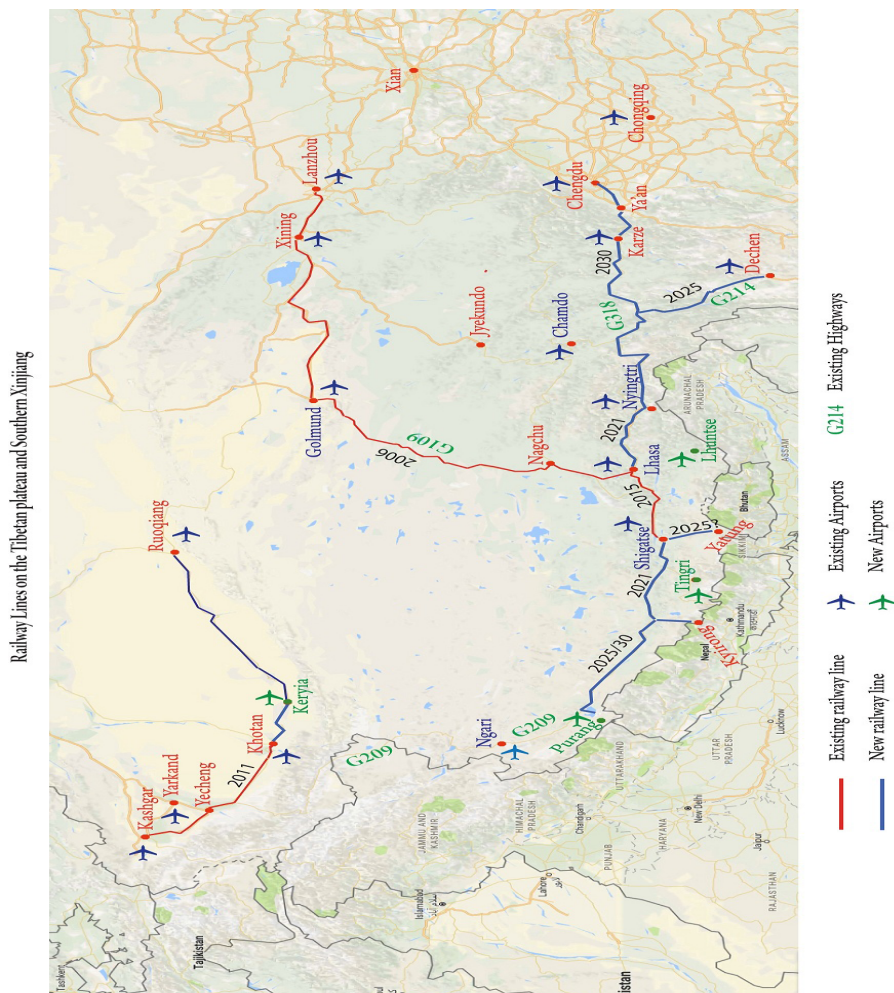 Railway Lines on the Tibetan plateau and Southern Xinjiang
Tashkent
Tajikistan
Kashgar
Yarkand
Yecheng
2011
Khotan
Keryia
Ruoqiang
Golmund
Xining
Lanzhou
Xian
G109
2006
Nagchu
Jyekundo
Chamdo
Chengdu
Ya'an
Karze
Chongqing
2030
G318
2025
G214
Dechen
Nyingtri
2021
Lhasa
2015
Shigatse
2025?
Yatung
2021
Tingri
Lhuntse
Kyirong
2025/30
Purang
G209
Ngari
G209
JAMMU AND
KASHMIR
HIMACHAL
PRADESH
UTTARAKHAND
Chandigarh
PUNJAB
HARYANA
New Delhi
UTTAR
PRADESH
Lucknow
Jaipur
RAJASTHAN
Islamabad
Lahore
istan
Nepal
Kathmandu
काठमाडौं
SIKKIM
Bhutan
ASSAM
ARUNACHAL
PRADESH
Existing railway line
New railway line
Existing Airports
New Airports
G214 Existing Highways